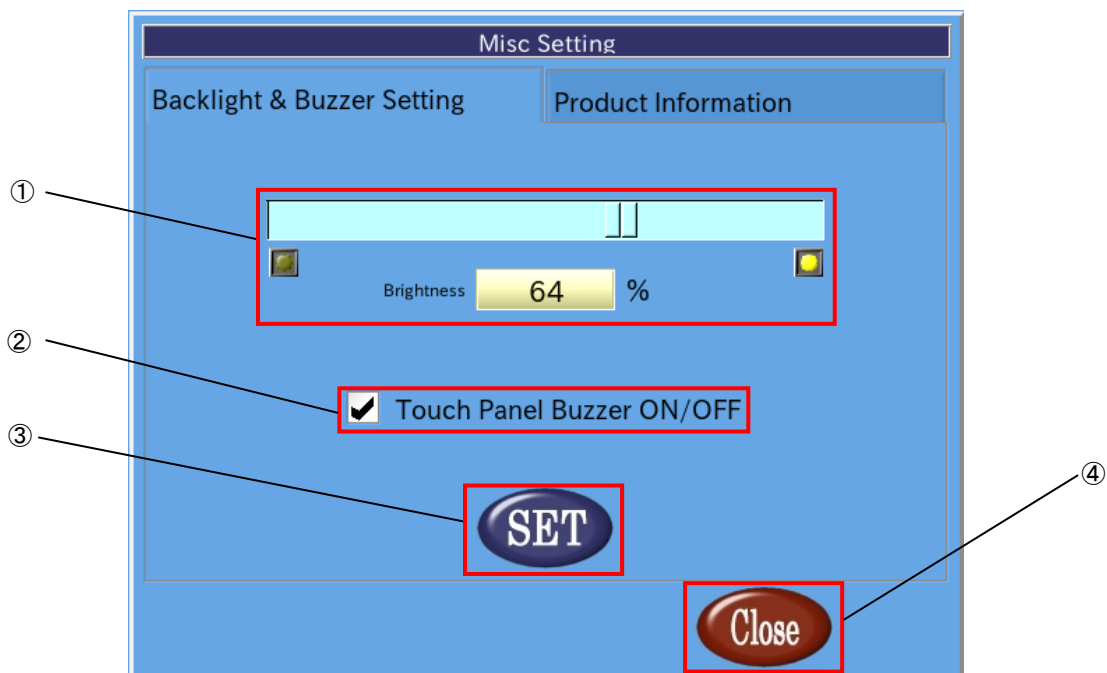 Misc Setting
Backlight & Buzzer Setting
Product Information
①
Brightness 64 %
②
Touch Panel Buzzer ON/OFF
③
SET
④
Close